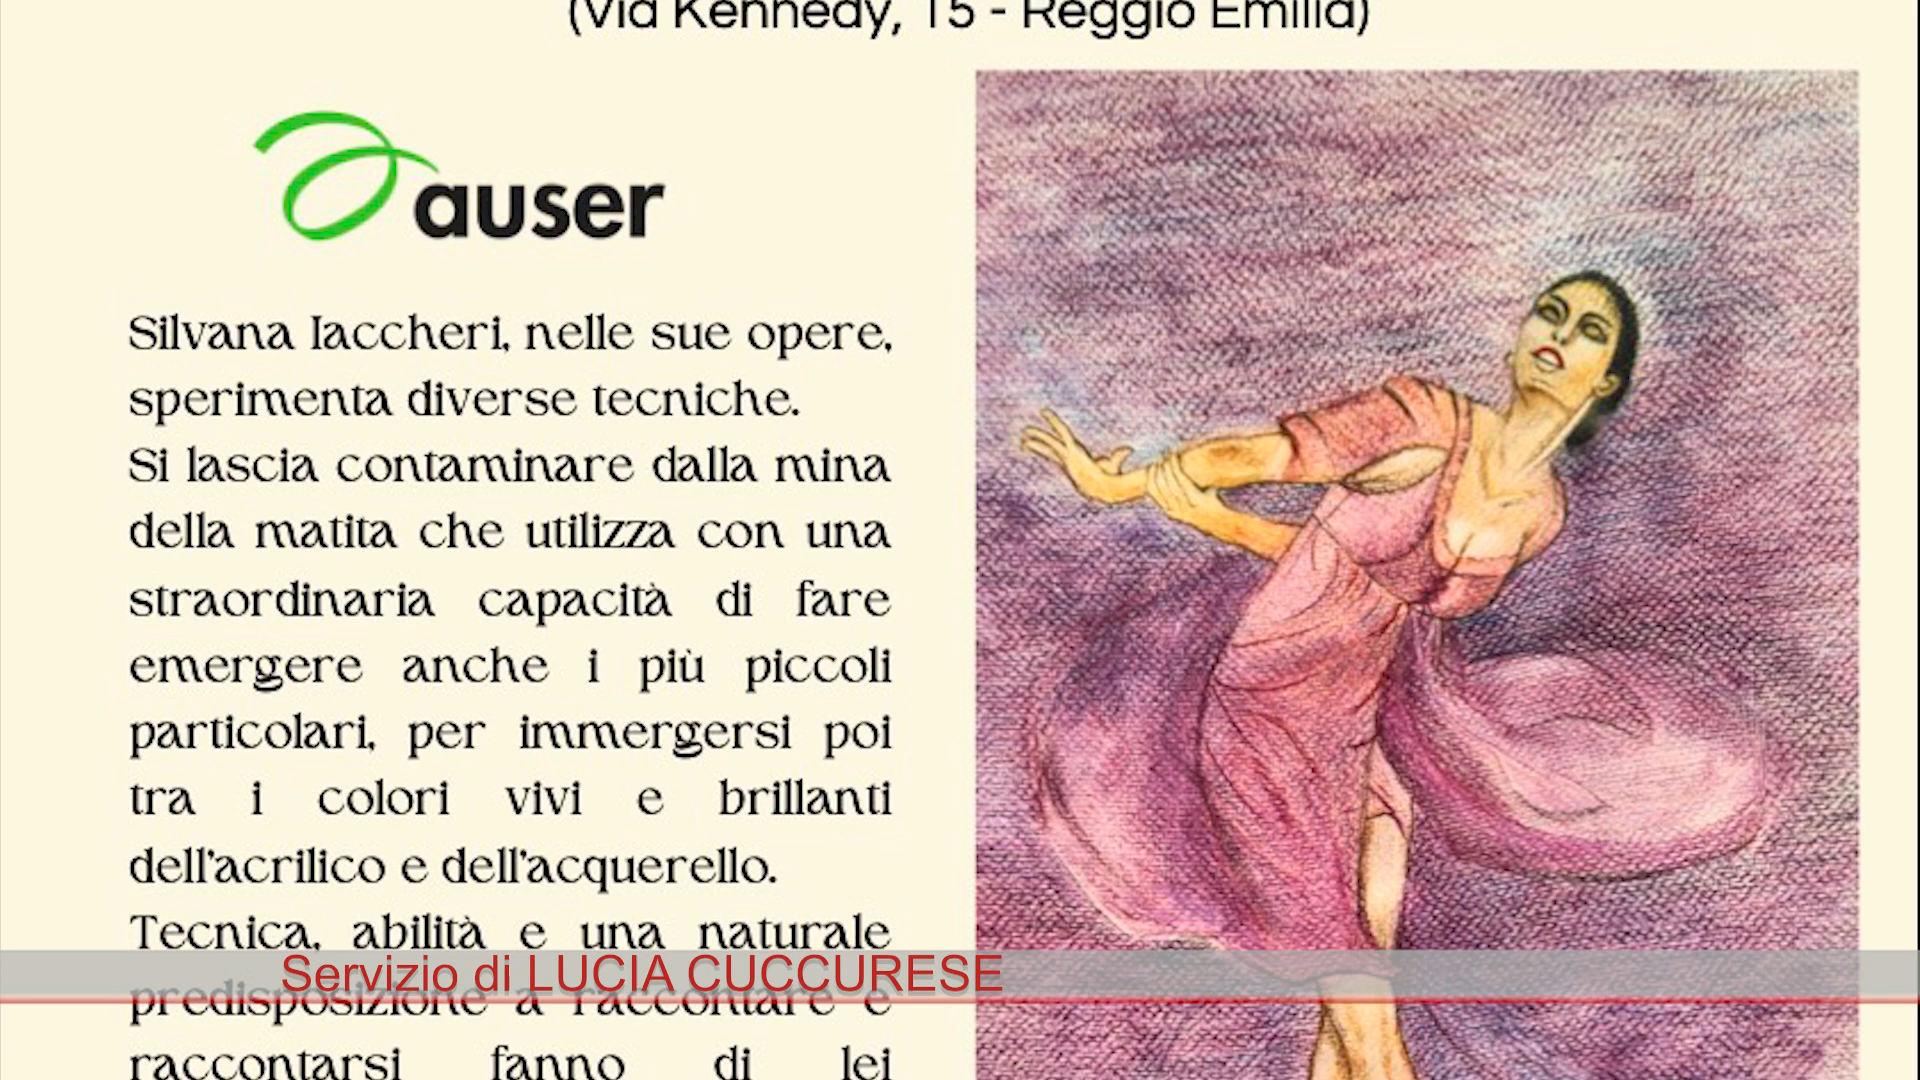 (Via Kennedy, 15 - Reggio Emilia)
auser
Silvana Iaccheri, nelle sue opere,
sperimenta diverse tecniche.
Si lascia contaminare dalla mina
della matita che utilizza con una
straordinaria capacità di fare
emergere anche i più piccoli
particolari, per immergersi poi
tra i colori vivi e brillanti
dell'acrilico e dell'acquerello.
Tecnica, abilità e una naturale
Servizio di LUCIA CUCCURESE
predisposizione a raccontare e
raccontarsi fanno di lei